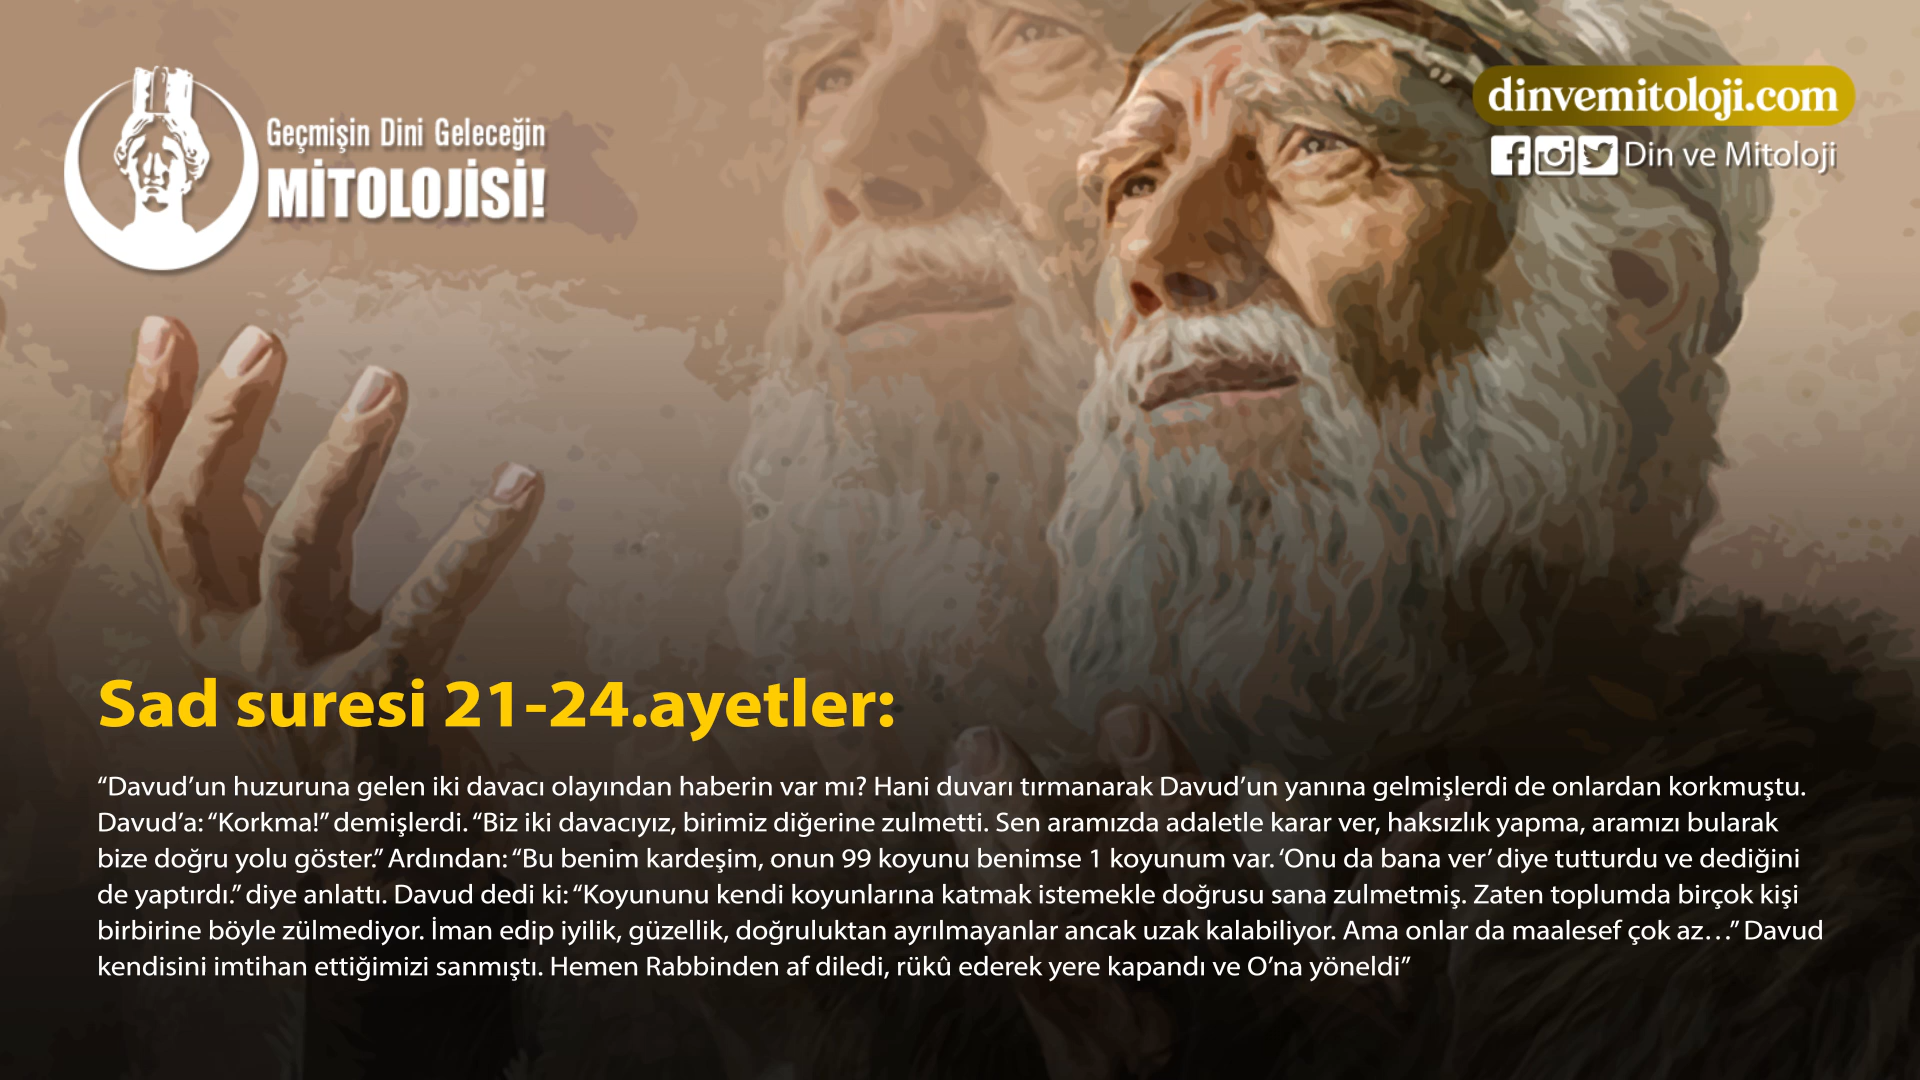 Geçmişin Dini Geleceğin
MİTOLOJİSİ!
dinvemitoloji.com
Din ve Mitoloji
Sad suresi 21-24.ayetler:
“Davud’un huzuruna gelen iki davacı olayından haberin var mı? Hani duvarı tırmanarak Davud’un yanına gelmişlerdi de onlardan korkmuştu.
Davud’a: “Korkma!” demişlerdi. “Biz iki davacıyız, birimiz diğerine zulmetti. Sen aramızda adaletle karar ver, haksızlık yapma, aramızı bularak
bize doğru yolu göster.” Ardından: “Bu benim kardeşim, onun 99 koyunu benimse 1 koyunum var. ‘Onu da bana ver’ diye tutturdu ve dediğini
de yaptırdı.” diye anlattı. Davud dedi ki: “Koyununu kendi koyunlarına katmak istemekle doğrusu sana zulmetmiş. Zaten toplumda birçok kişi
birbirine böyle zülmediyor. İman edip iyilik, güzellik, doğruluktan ayrılmayanlar ancak uzak kalabiliyor. Ama onlar da maalesef çok az…” Davud
kendisini imtihan ettiğimizi sanmıştı. Hemen Rabbinden af diledi, rükû ederek yere kapandı ve O’na yöneldi”